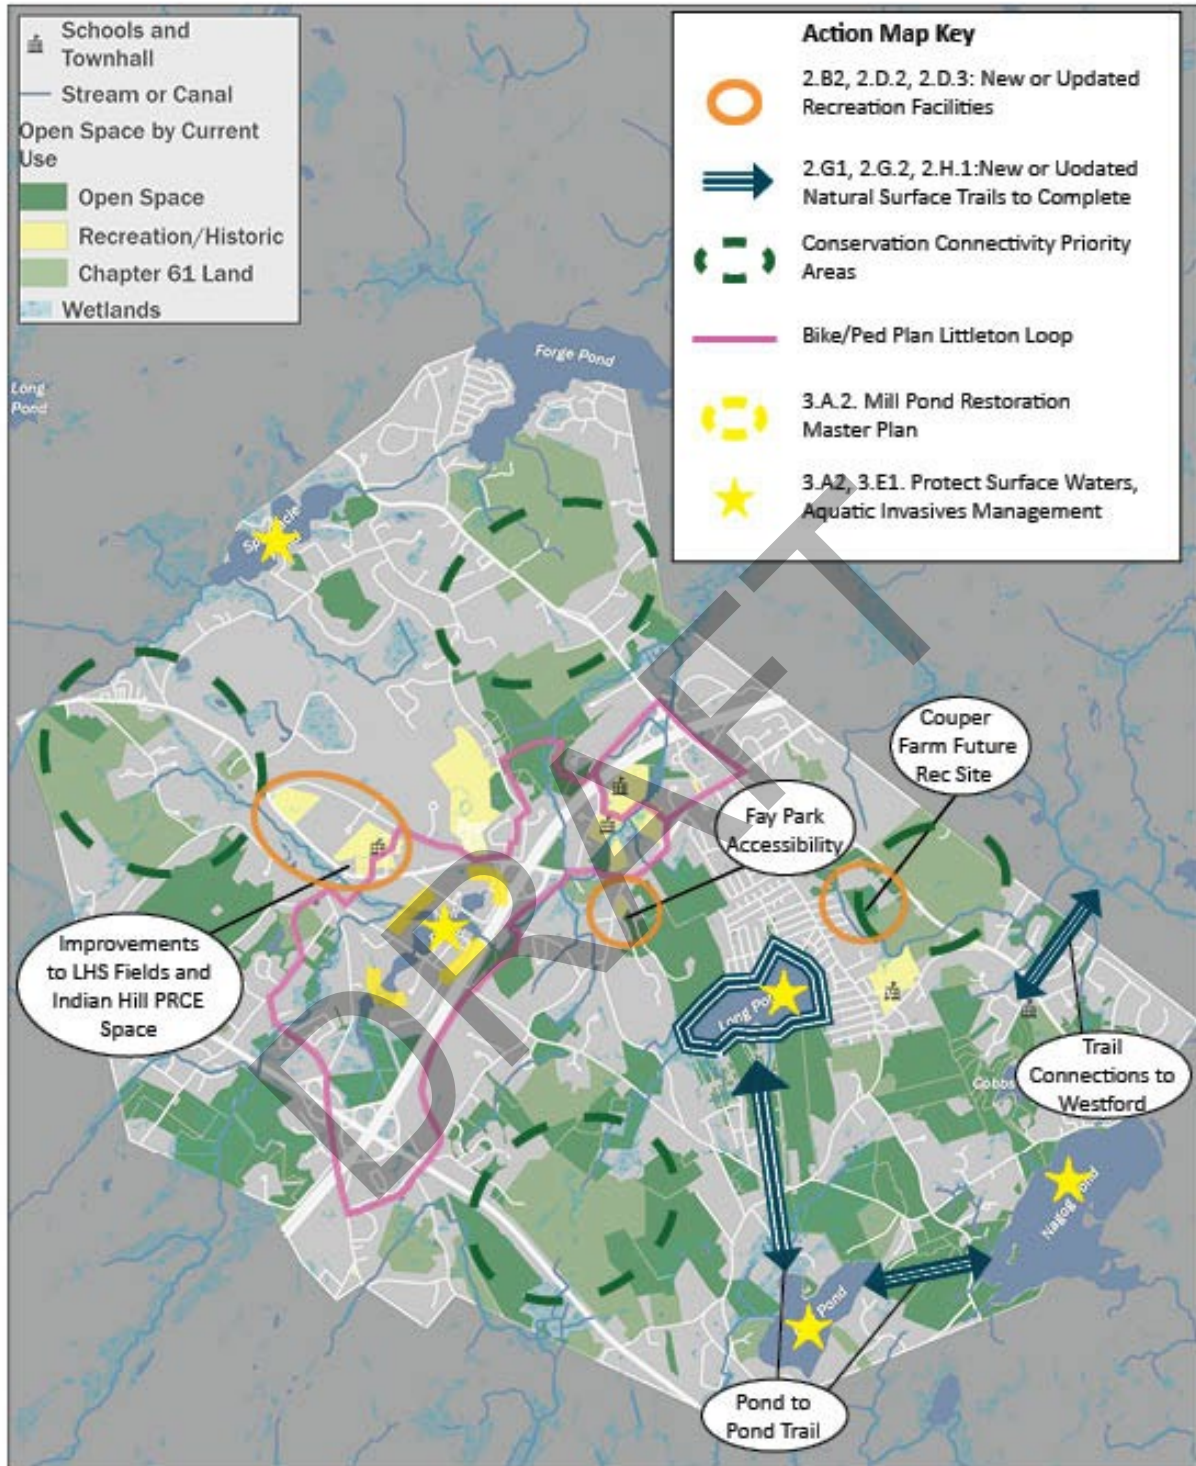 Schools and
Townhall
Stream or Canal
Open Space by Current
Use
Open Space
Recreation/Historic
Chapter 61 Land
Wetlands
Action Map Key
2.B2, 2.D.2, 2.D.3: New or Updated
Recreation Facilities
2.G1, 2.G.2, 2.H.1:New or Uodated
Natural Surface Trails to Complete
Conservation Connectivity Priority
Areas
Bike/Ped Plan Littleton Loop
3.A.2. Mill Pond Restoration
Master Plan
3.A2, 3.E1. Protect Surface Waters,
Aquatic Invasives Management
Forge Pond
Long
Pond
Couper
Farm Future
Rec Site
Fay Park
Accessibility
Improvements
to LHS Fields and
Indian Hill PRCE
Space
Long
Trail
Connections to
Westford
Cobbs
Nagog
Pond
Pond to
Pond Trail
DRAFT